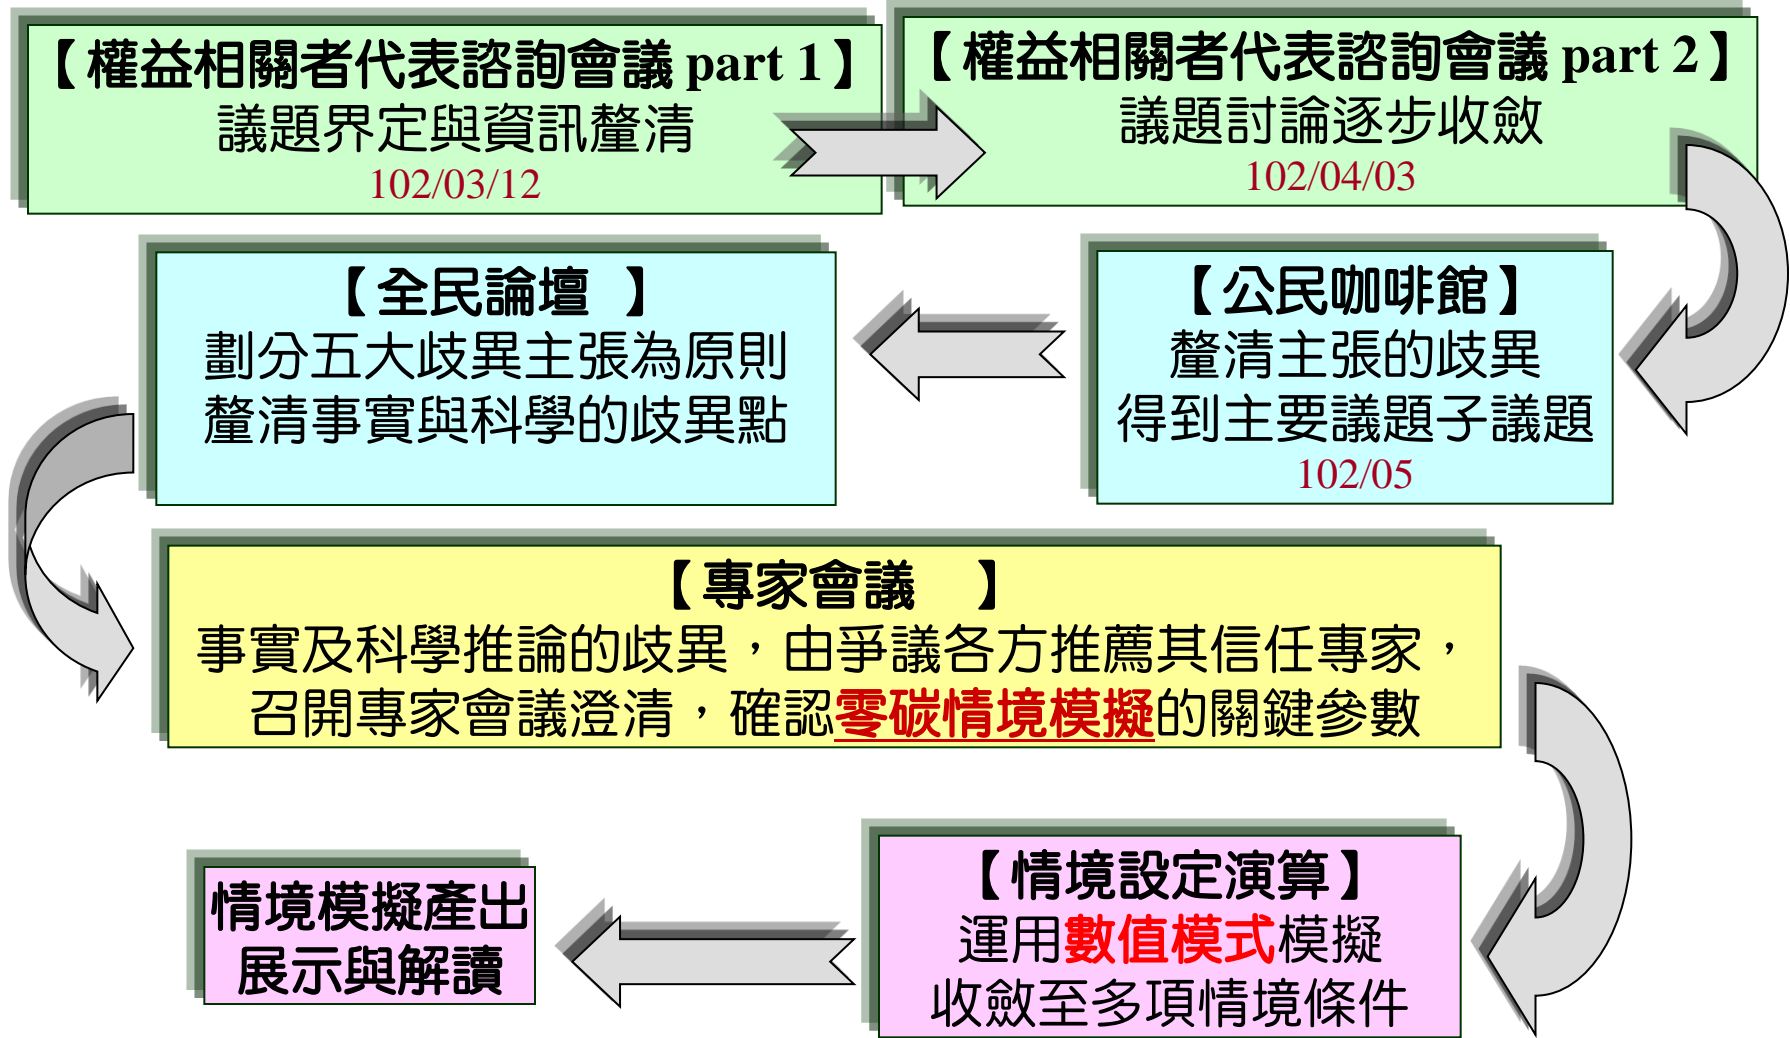 【權益相關者代表諮詢會議 part 1】
議題界定與資訊釐清
102/03/12
【權益相關者代表諮詢會議 part 2】
議題討論逐步收斂
102/04/03
【公民咖啡館】
釐清主張的歧異
得到主要議題子議題
102/05
【全民論壇 】
劃分五大歧異主張為原則
釐清事實與科學的歧異點
【專家會議 】
事實及科學推論的歧異，由爭議各方推薦其信任專家，
召開專家會議澄清，確認零碳情境模擬的關鍵參數
【情境設定演算】
運用數值模式模擬
收斂至多項情境條件
情境模擬產出
展示與解讀